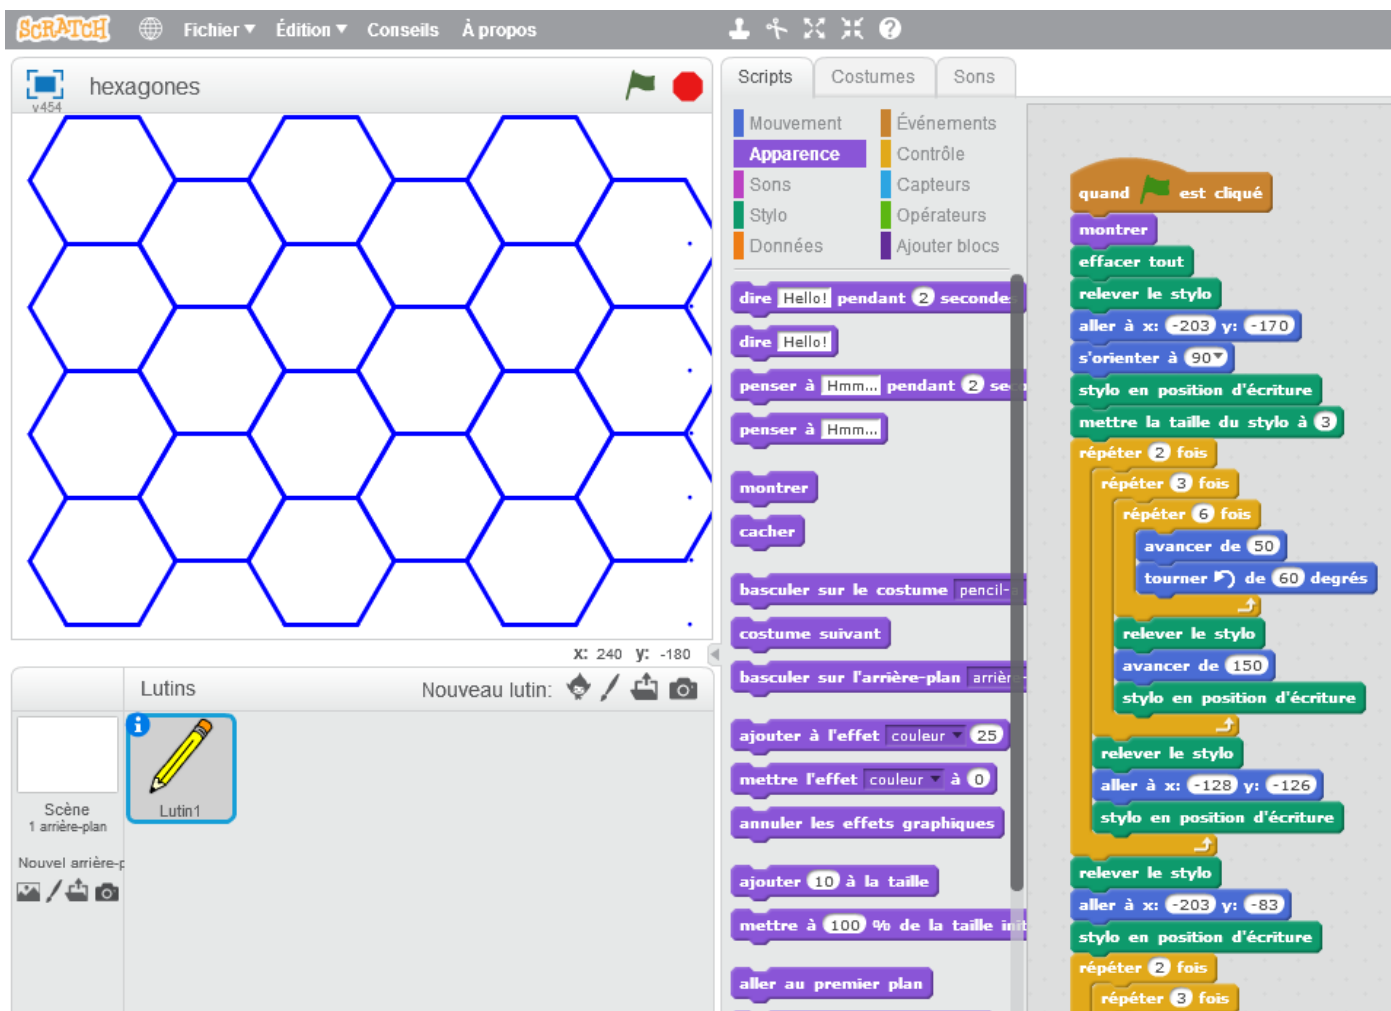 SCRATCH Fichier Édition Conseils À propos
v454 hexagones
X: 240 y: -180
Lutins Nouveau lutin:
Scène
1 arrière-plan
Nouvel arrière-p
Lutin1
Scripts Costumes Sons
Mouvement Événements
Apparence Contrôle
Sons Capteurs
Stylo Opérateurs
Données Ajouter blocs
dire Hello! pendant 2 secondes
dire Hello!
penser à Hmm... pendant 2 seco
penser à Hmm...
montrer
cacher
basculer sur le costume pencil-a
costume suivant
basculer sur l'arrière-plan arrière-
ajouter à l'effet couleur 25
mettre l'effet couleur à 0
annuler les effets graphiques
ajouter 10 à la taille
mettre à 100 % de la taille init
aller au premier plan
quand est cliqué
montrer
effacer tout
relever le stylo
aller à x: -203 y: -170
s'orienter à 90
stylo en position d'écriture
mettre la taille du stylo à 3
répéter 2 fois
répéter 3 fois
répéter 6 fois
avancer de 50
tourner de 60 degrés
relever le stylo
avancer de 150
stylo en position d'écriture
relever le stylo
aller à x: -128 y: -126
stylo en position d'écriture
relever le stylo
aller à x: -203 y: -83
stylo en position d'écriture
répéter 2 fois
répéter 3 fois